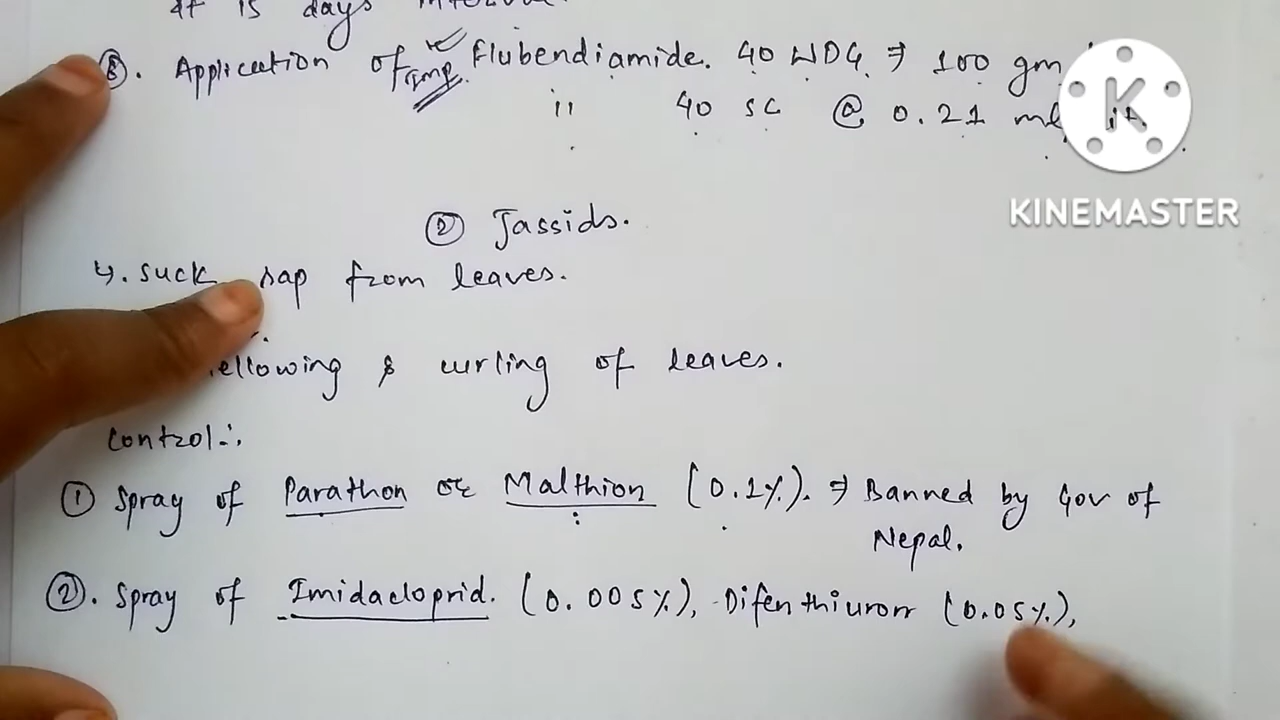 at 15 days
⑧. Application of Imp. Flubendiamide. 40 WDG ⇒ 100 gm
 '' 40 SC @ 0.21 ml
② Jassids.
↳. suck sap from leaves.
ellowing & curling of leaves.
Control:.
① Spray of Parathon or Malthion (0.1%). ⇒ Banned by Gov of
Nepal.
②. Spray of Imidacloprid. (0.005%), Difenthiuron (0.05%),
K
KINEMASTER